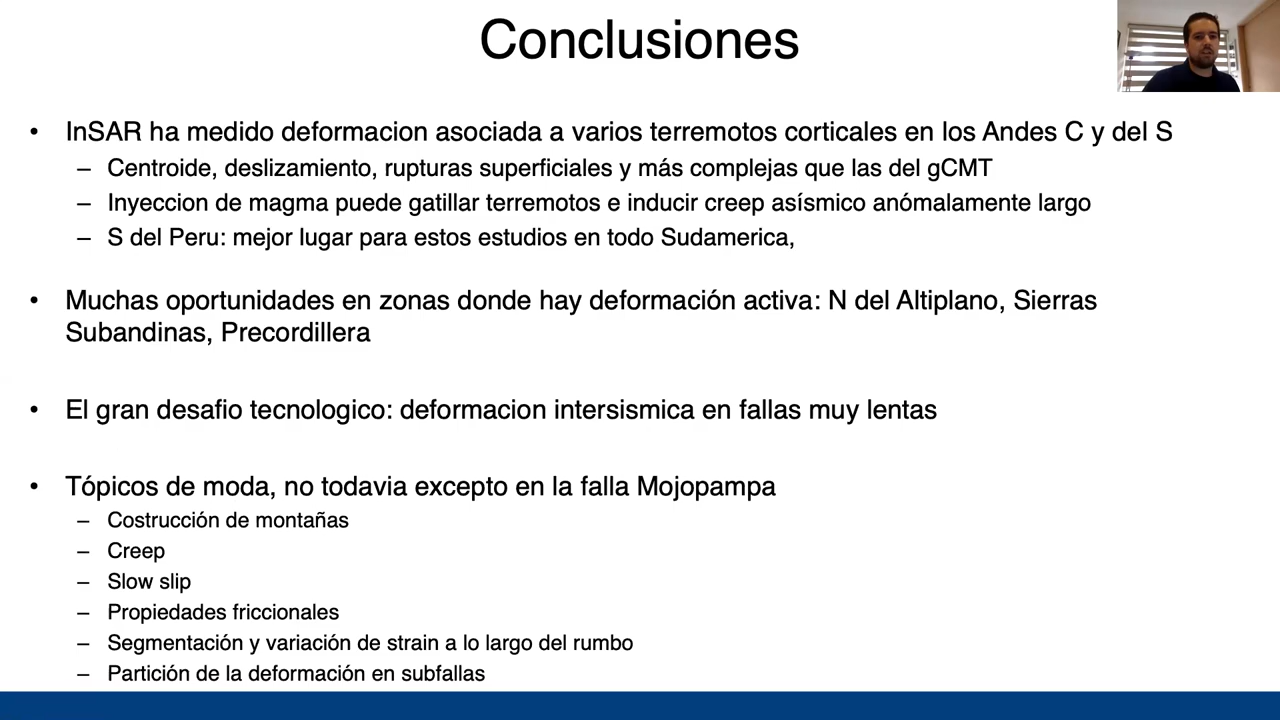 Conclusiones
• InSAR ha medido deformacion asociada a varios terremotos corticales en los Andes C y del S
– Centroide, deslizamiento, rupturas superficiales y más complejas que las del gCMT
– Inyeccion de magma puede gatillar terremotos e inducir creep asísmico anómalamente largo
– S del Peru: mejor lugar para estos estudios en todo Sudamerica,
• Muchas oportunidades en zonas donde hay deformación activa: N del Altiplano, Sierras
Subandinas, Precordillera
• El gran desafio tecnologico: deformacion intersismica en fallas muy lentas
• Tópicos de moda, no todavia excepto en la falla Mojopampa
– Costrucción de montañas
– Creep
– Slow slip
– Propiedades friccionales
– Segmentación y variación de strain a lo largo del rumbo
– Partición de la deformación en subfallas